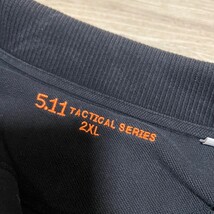 5.11 TACTICAL SERIES
2XL